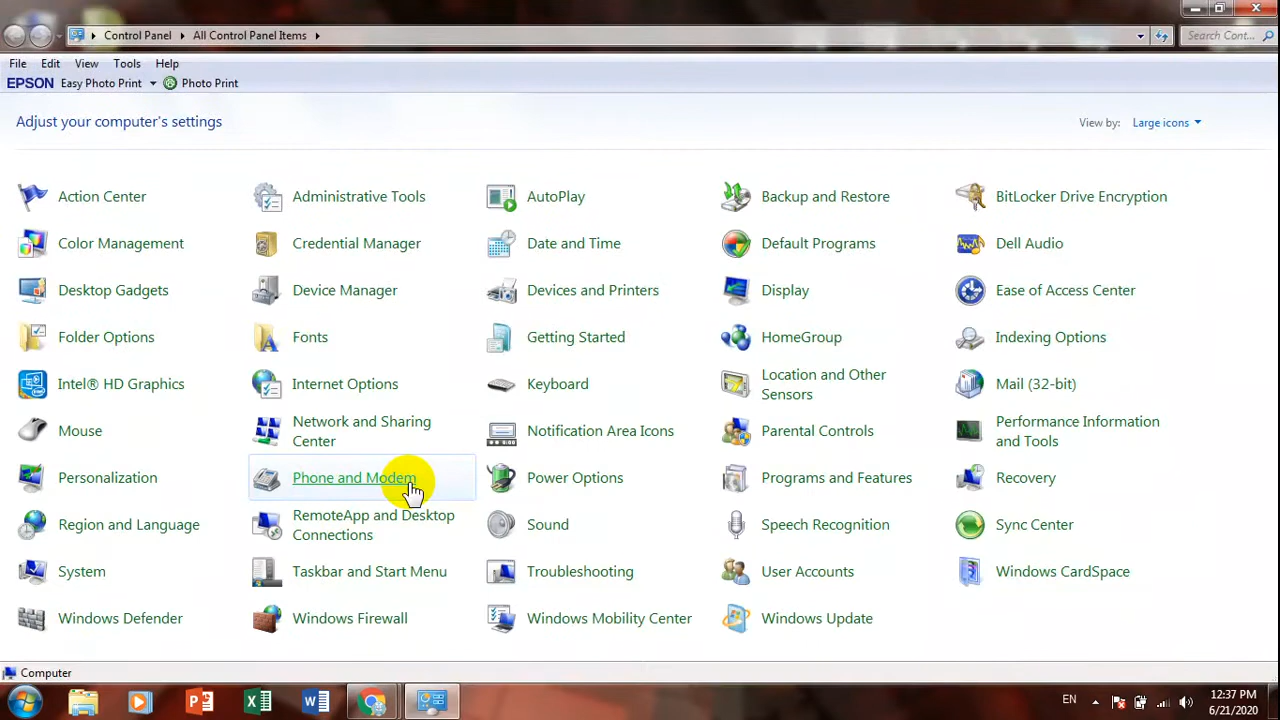 Control Panel All Control Panel Items Search Cont...
File Edit View Tools Help
EPSON Easy Photo Print Photo Print
Adjust your computer's settings
View by: Large icons
Action Center
Administrative Tools
AutoPlay
Backup and Restore
BitLocker Drive Encryption
Color Management
Credential Manager
Date and Time
Default Programs
Dell Audio
Desktop Gadgets
Device Manager
Devices and Printers
Display
Ease of Access Center
Folder Options
Fonts
Getting Started
HomeGroup
Indexing Options
Intel® HD Graphics
Internet Options
Keyboard
Location and Other
Sensors
Mail (32-bit)
Mouse
Network and Sharing
Center
Notification Area Icons
Parental Controls
Performance Information
and Tools
Personalization
Phone and Modem
Power Options
Programs and Features
Recovery
Region and Language
RemoteApp and Desktop
Connections
Sound
Speech Recognition
Sync Center
System
Taskbar and Start Menu
Troubleshooting
User Accounts
Windows CardSpace
Windows Defender
Windows Firewall
Windows Mobility Center
Windows Update
Computer
EN
12:37 PM
6/21/2020